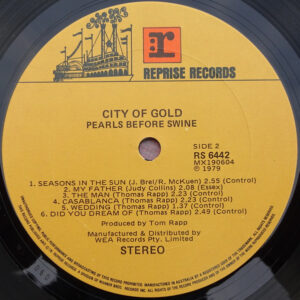 r
REPRISE RECORDS
CITY OF GOLD
PEARLS BEFORE SWINE
SIDE 2
RS 6442
MX190604
℗ 1979
1. SEASONS IN THE SUN (J. Brel/R. McKuen) 2.55 (Control)
2. MY FATHER (Judy Collins) 2.08 (Essex)
3. THE MAN (Thomas Rapp) 2.26 (Control)
4. CASABLANCA (Thomas Rapp) 2.21 (Control)
5. WEDDING (Thomas Rapp) 1.37 (Control)
6. DID YOU DREAM OF (Thomas Rapp) 2.49 (Control)
Produced by Tom Rapp
Manufactured & Distributed by
WEA Records Pty. Limited
STEREO